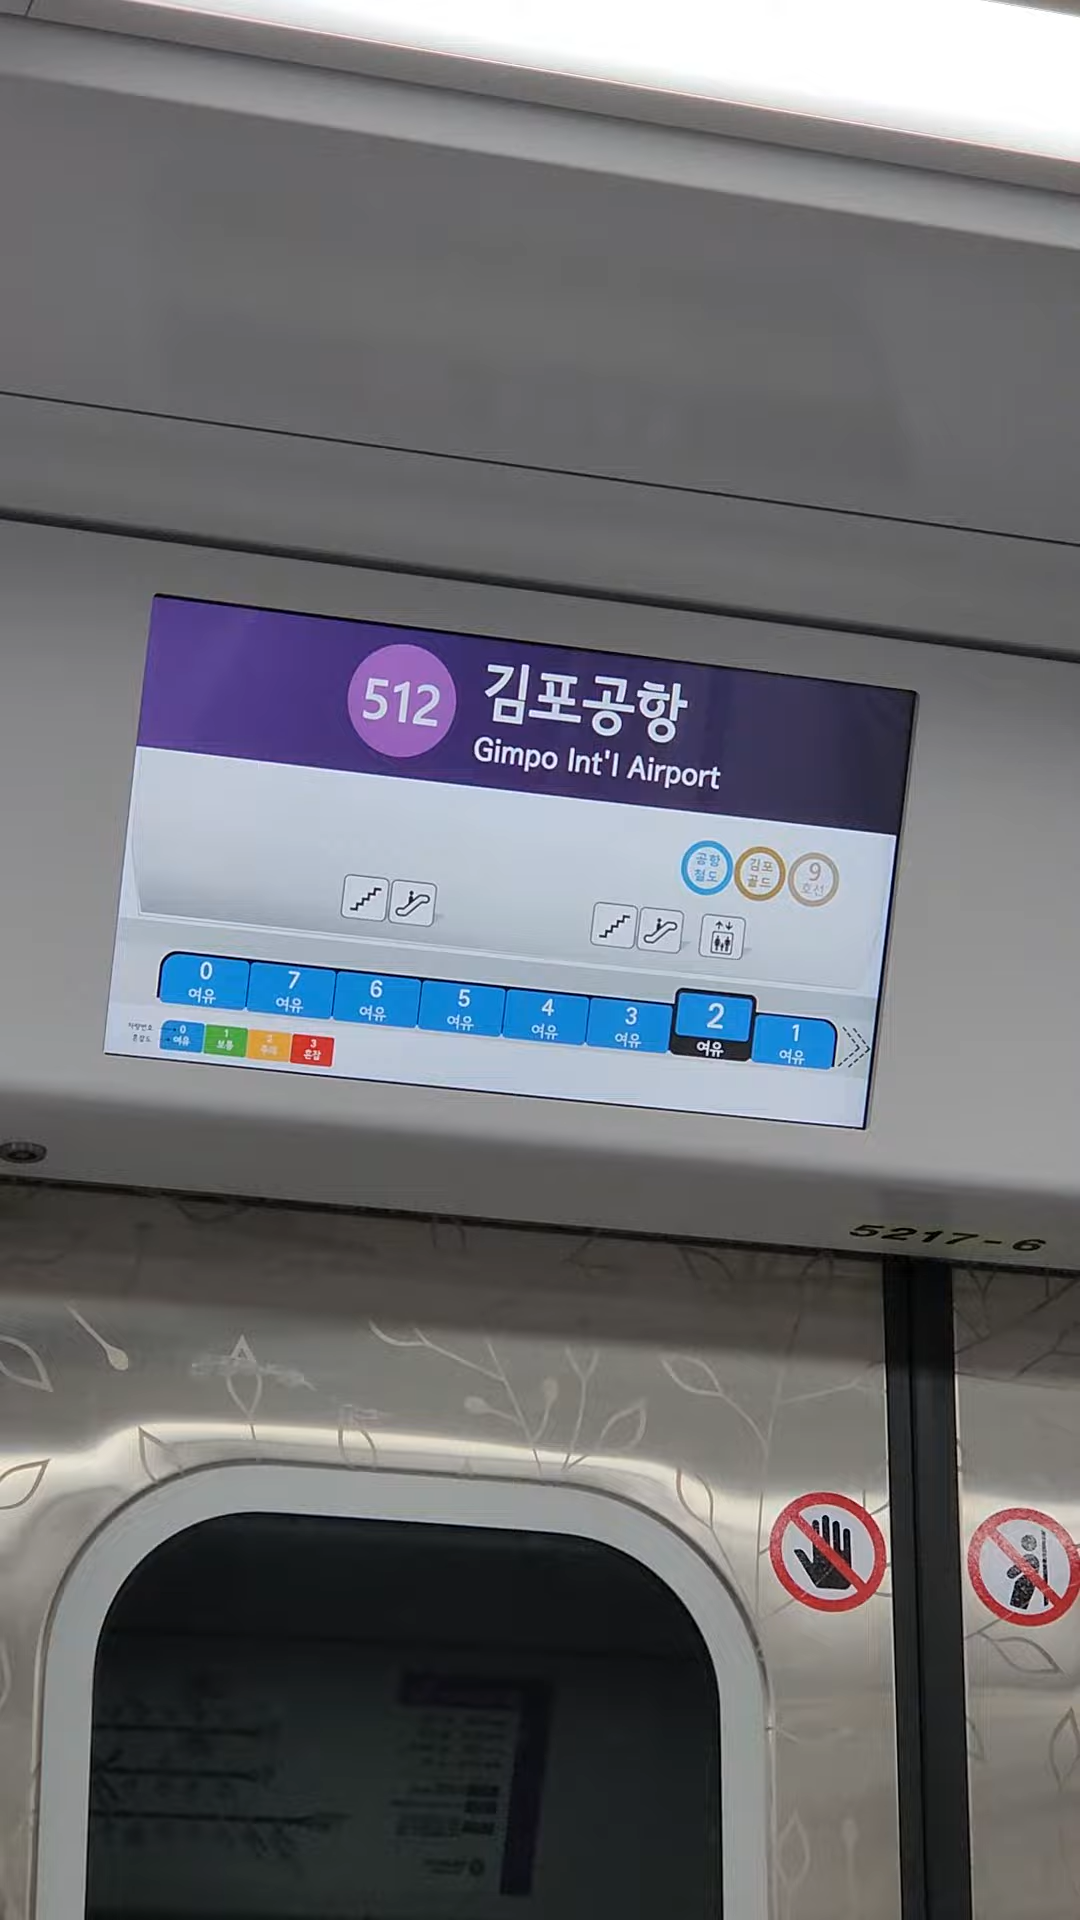 512 김포공항
Gimpo Int'l Airport
공항 김포 9
철도 골드 호선
0 7 6 5 4 3 2 1
여유 여유 여유 여유 여유 여유 여유 여유
차량번호 0 1 2 3
혼잡도 여유 보통 주의 혼잡
5217-6